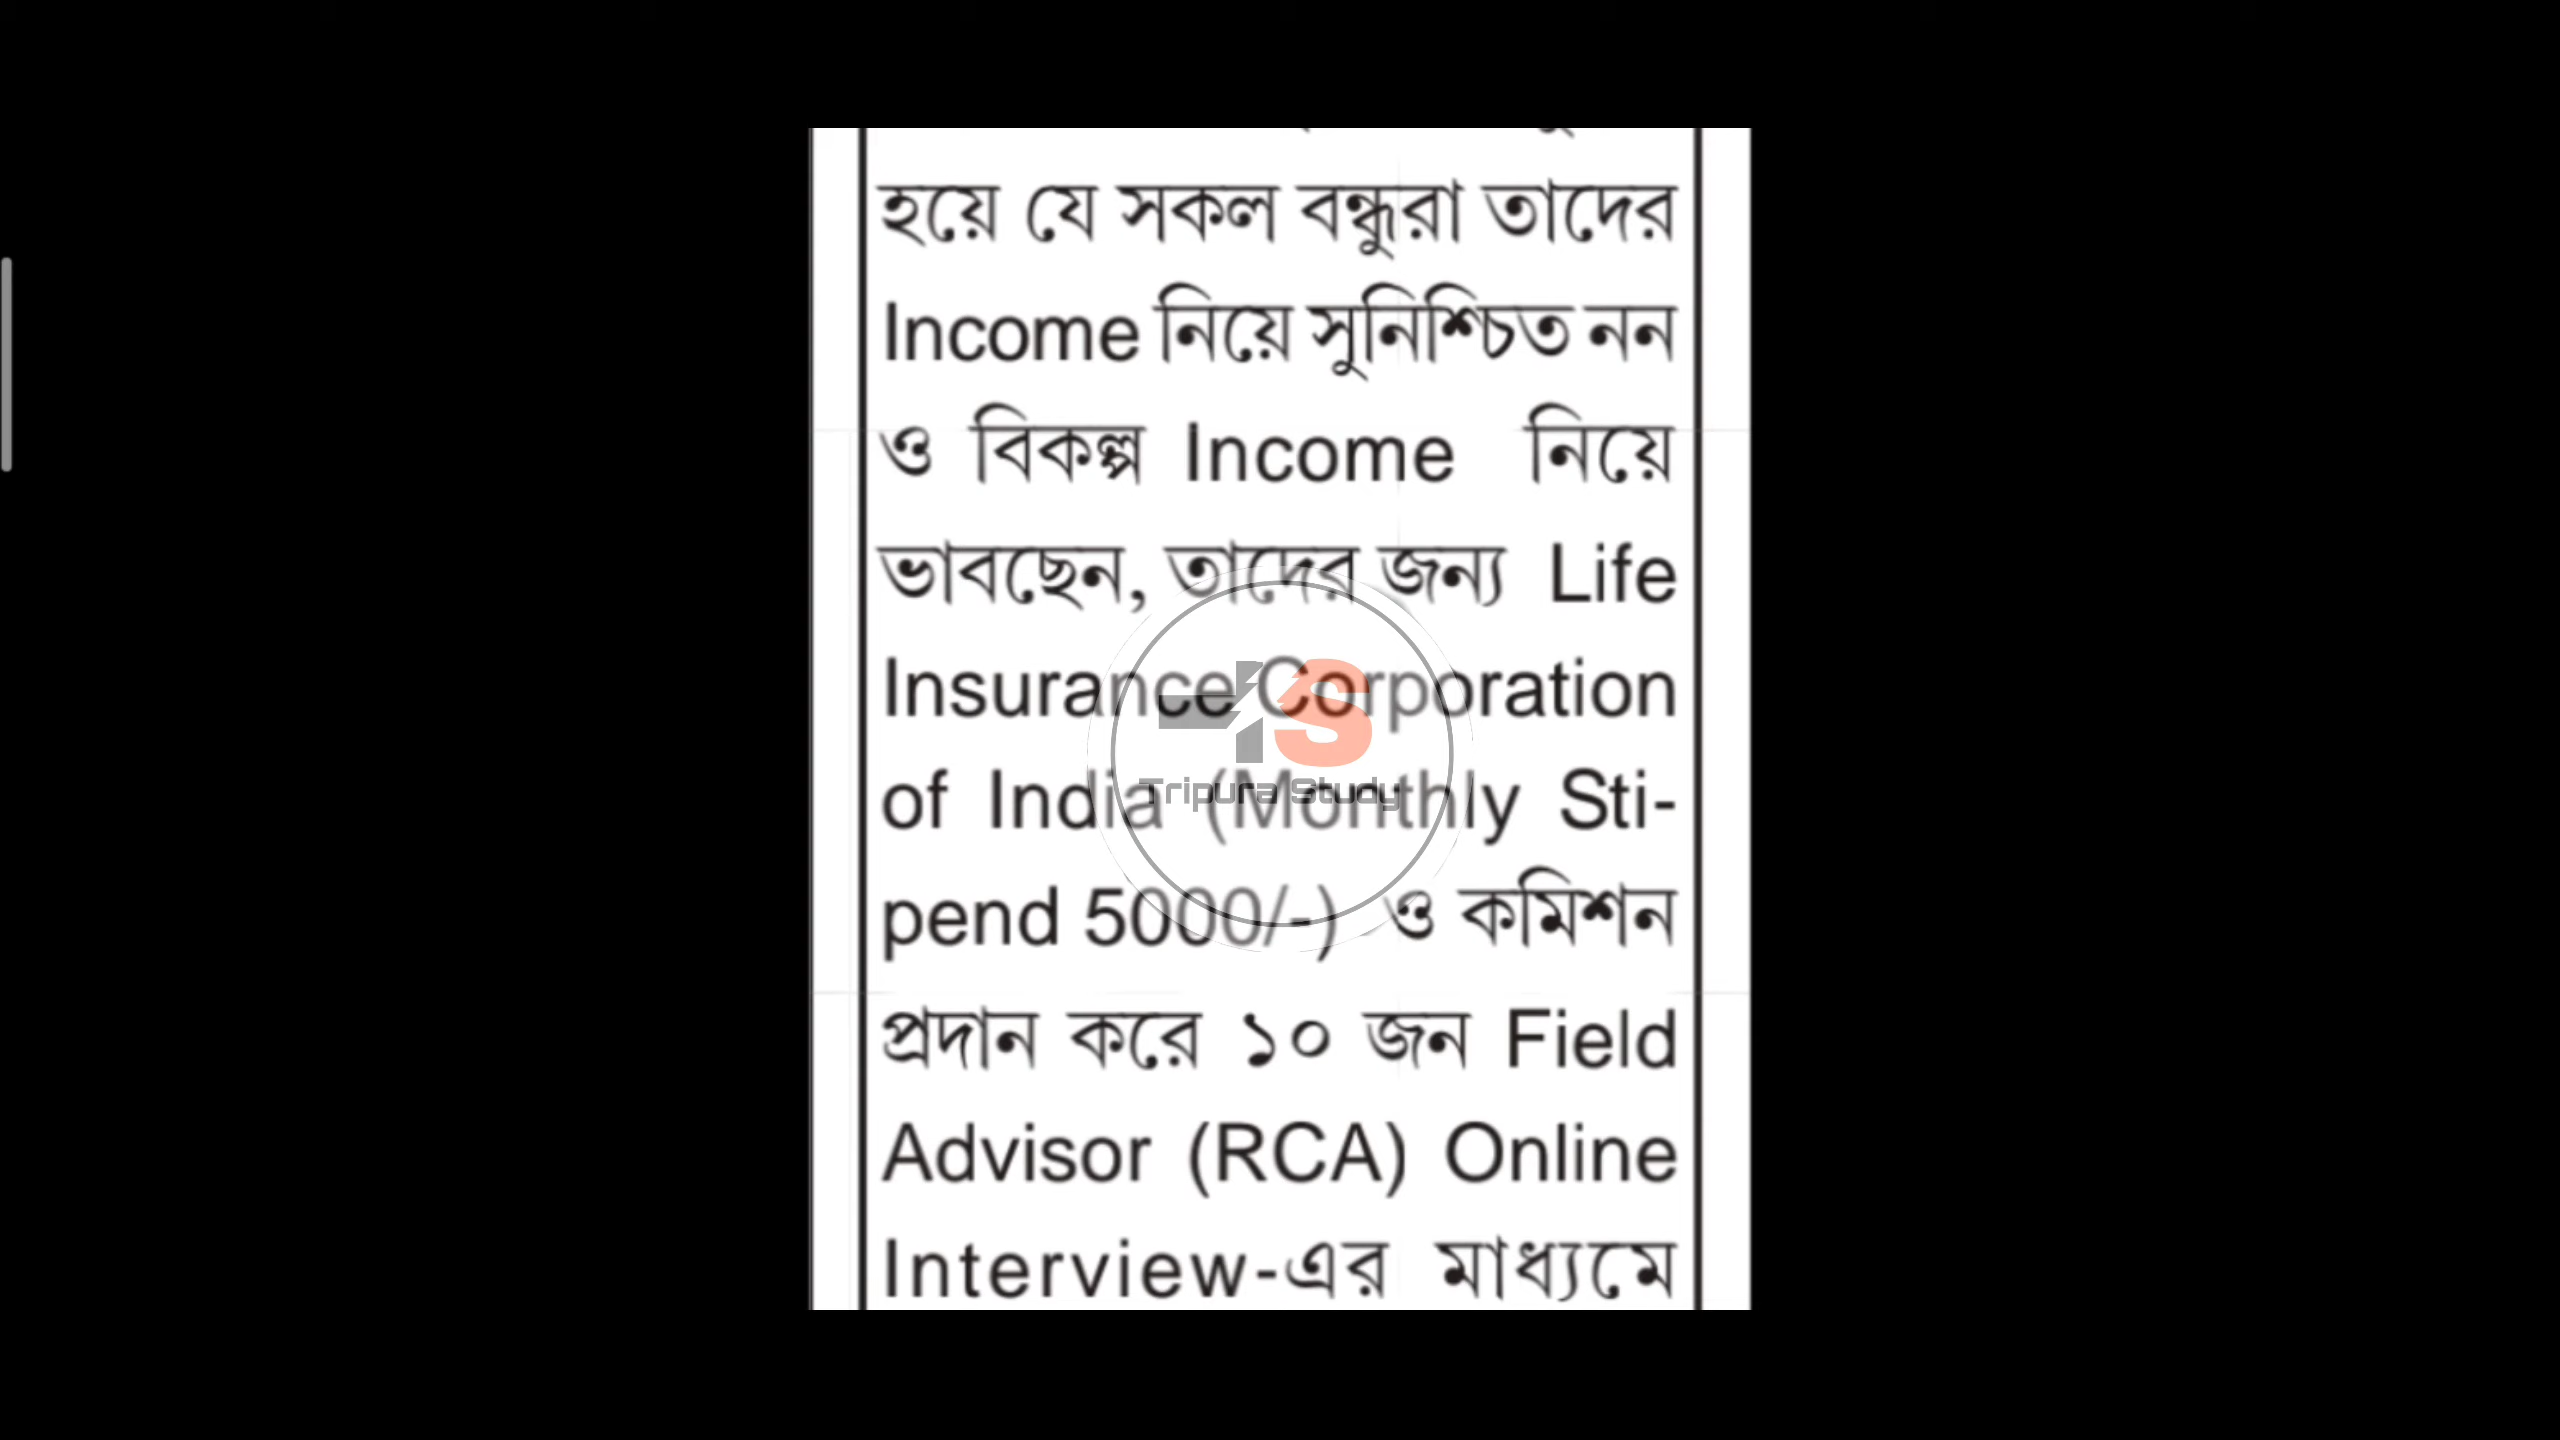 হয়ে যে সকল বন্ধুরা তাদের
Income নিয়ে সুনিশ্চিত নন
ও বিকল্প Income নিয়ে
ভাবছেন, তাদের জন্য Life
Insurance Corporation
of India (Monthly Sti-
pend 5000/-) ও কমিশন
প্রদান করে ১০ জন Field
Advisor (RCA) Online
Interview-এর মাধ্যমে
TS
Tripura Study